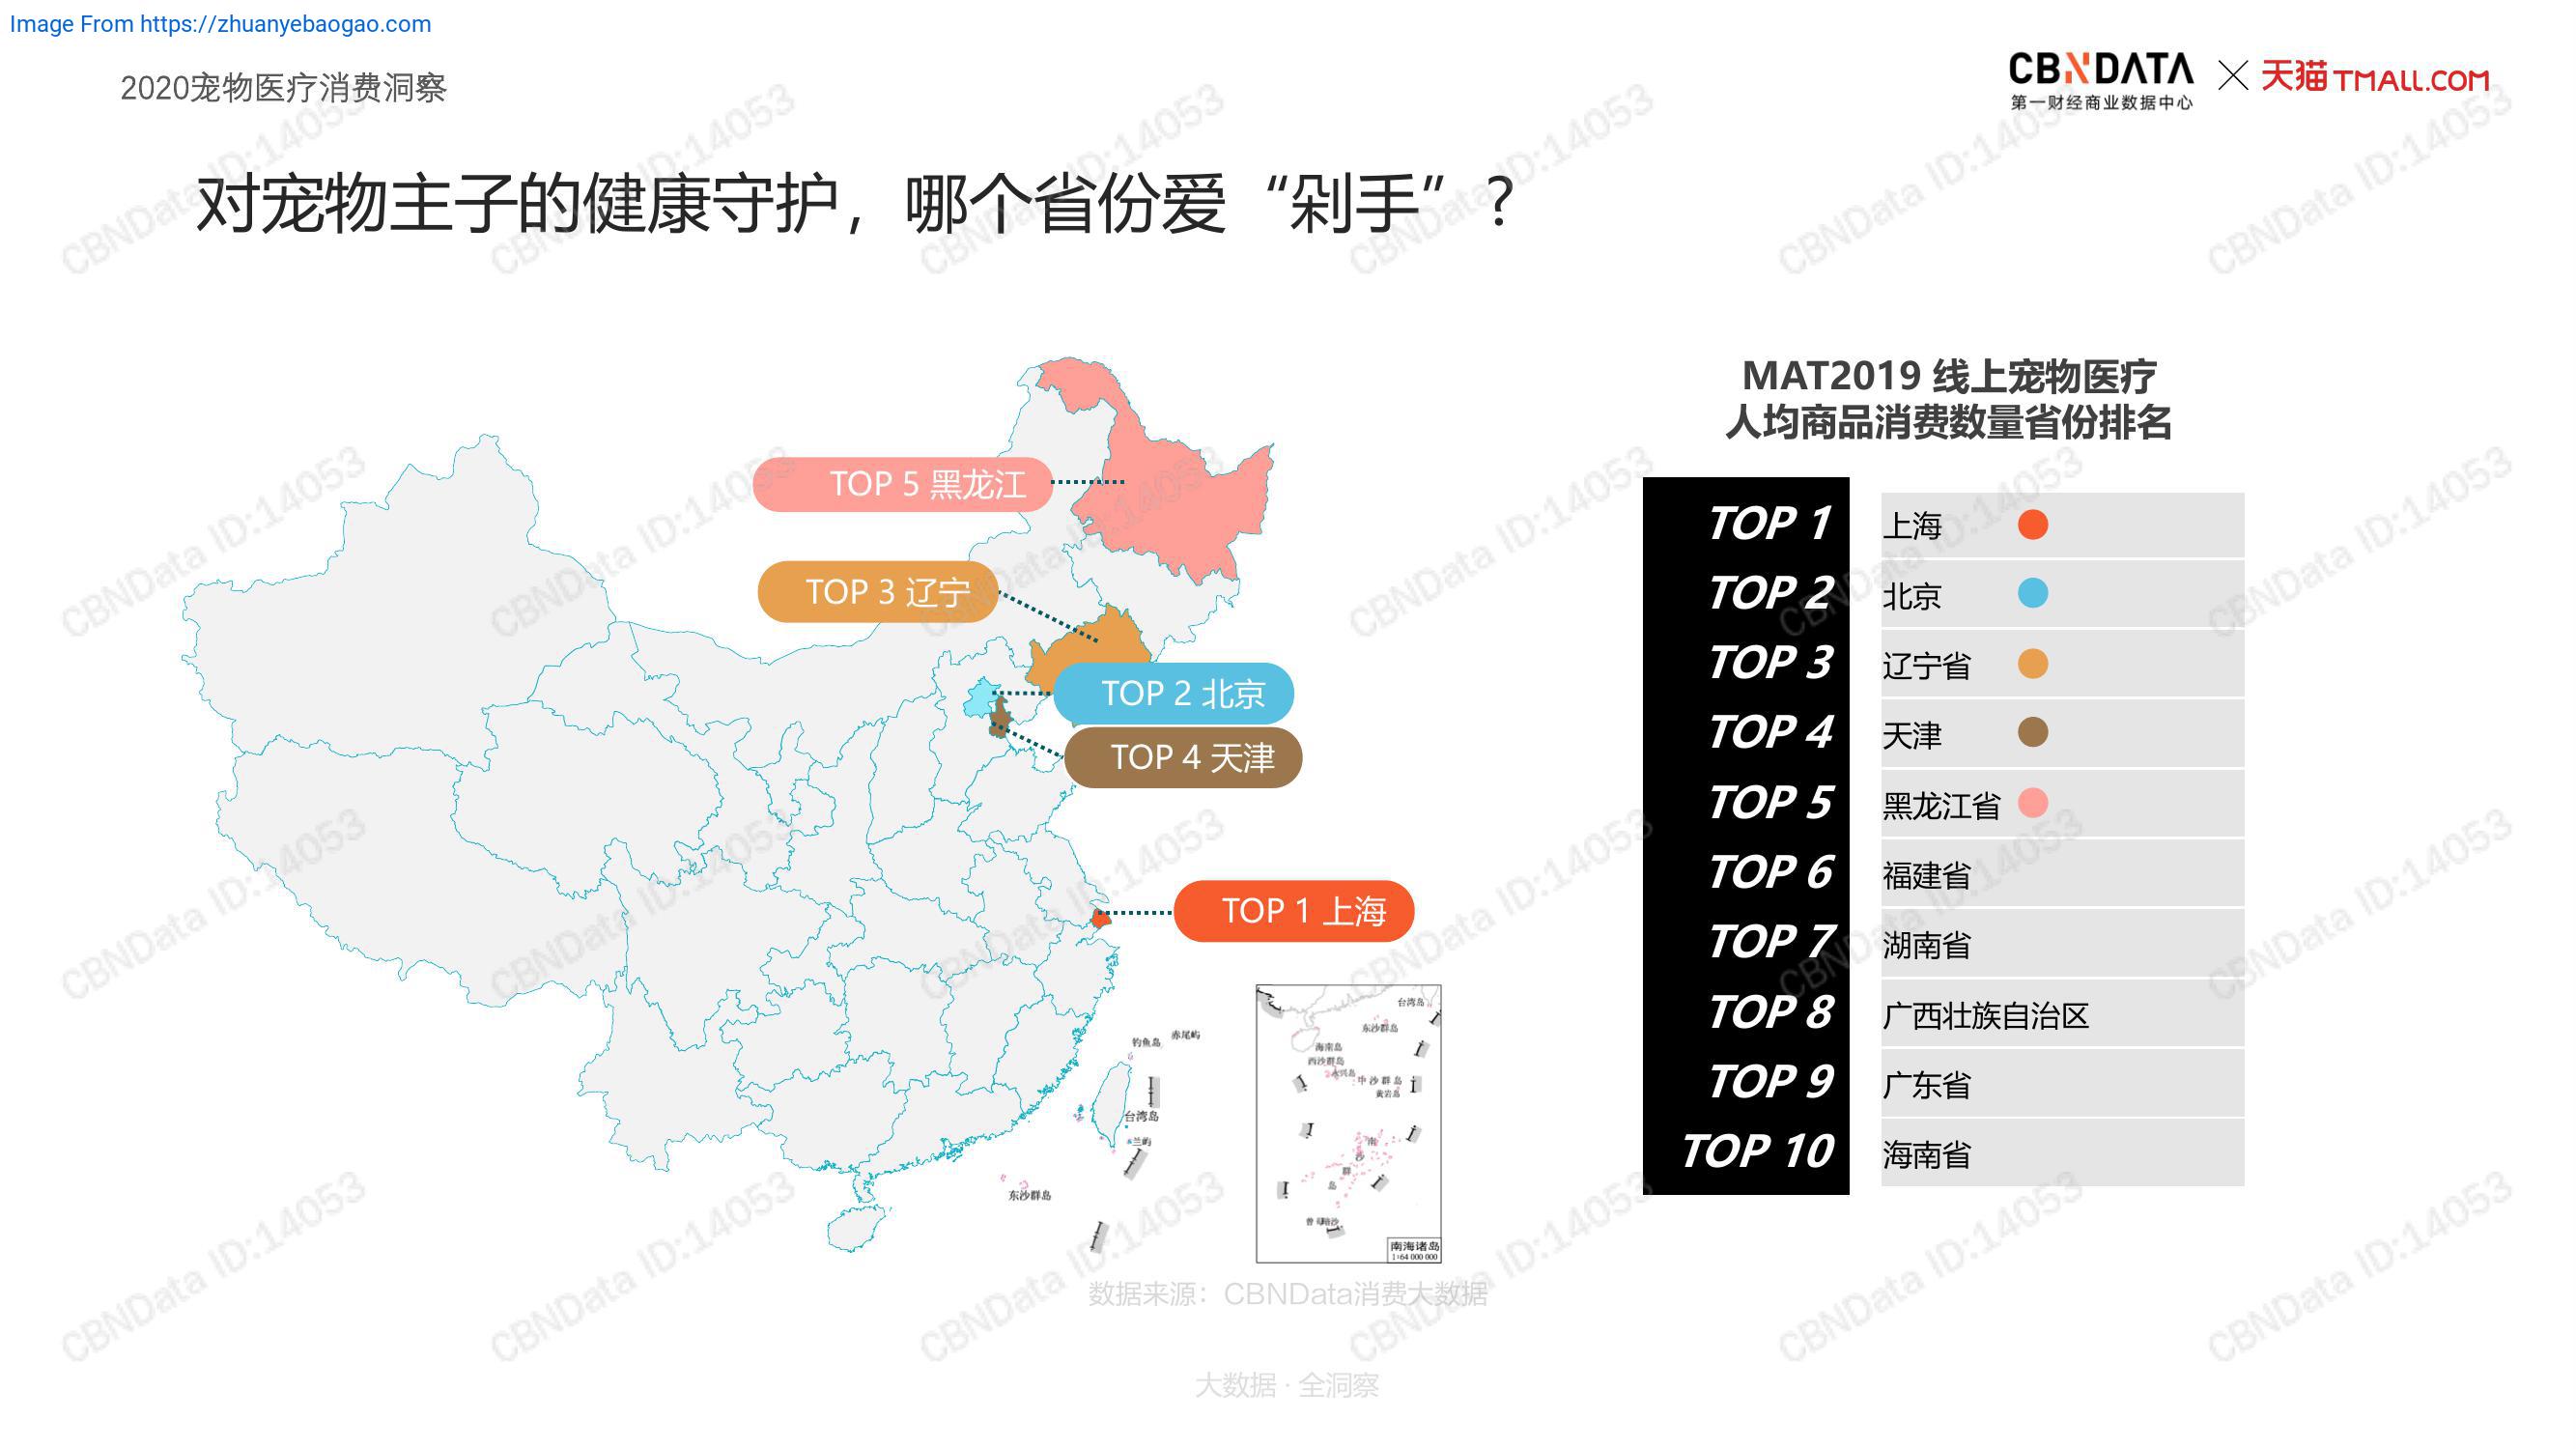 Image From https://zhuanyebaogao.com
2020宠物医疗消费洞察
CBNDATA
第一财经商业数据中心
天猫TMALL.COM
对宠物主子的健康守护，哪个省份爱“剁手”？
TOP 5 黑龙江
TOP 3 辽宁
TOP 2 北京
TOP 4 天津
TOP 1 上海
钓鱼岛
赤尾屿
台湾岛
兰屿
东沙群岛
台湾岛
东沙群岛
海南岛
西沙群岛
中沙群岛
黄岩岛
南
沙
群
岛
南海诸岛
1:64 000 000
MAT2019 线上宠物医疗
人均商品消费数量省份排名
TOP 1 上海
TOP 2 北京
TOP 3 辽宁省
TOP 4 天津
TOP 5 黑龙江省
TOP 6 福建省
TOP 7 湖南省
TOP 8 广西壮族自治区
TOP 9 广东省
TOP 10 海南省
数据来源：CBNData消费大数据
大数据·全洞察
CBNData ID:14053